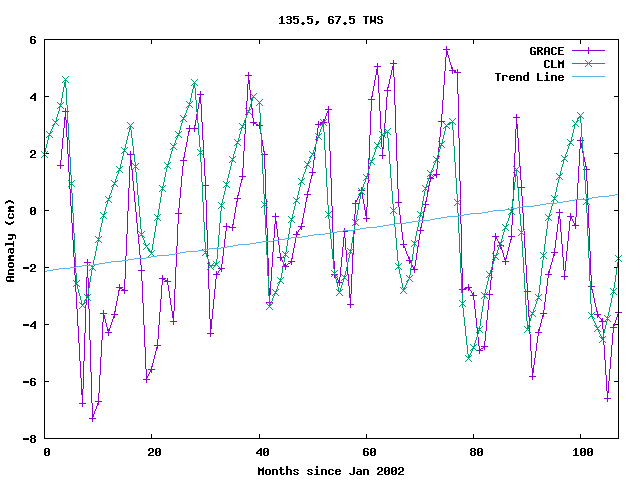 135.5, 67.5 TWS
GRACE
CLM
Trend Line
6
4
2
0
-2
-4
-6
-8
Anomaly (cm)
0 20 40 60 80 100
Months since Jan 2002